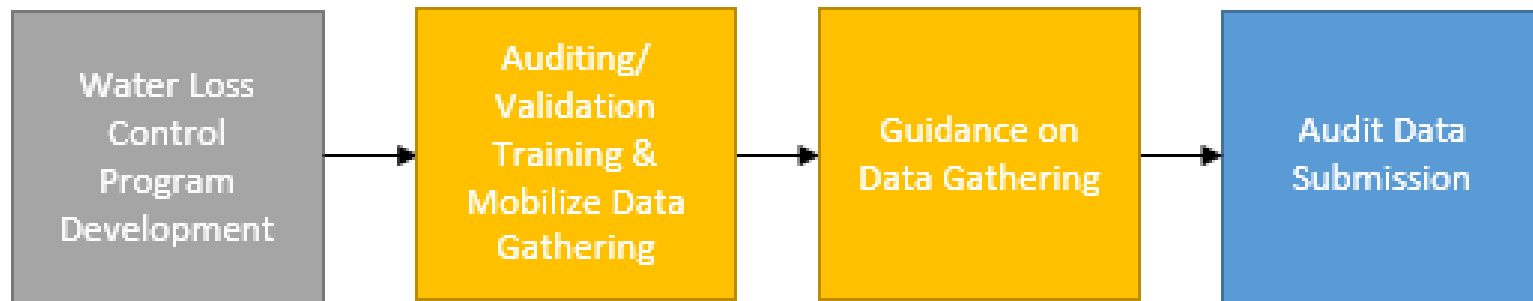 Water Loss
Control
Program
Development
Auditing/
Validation
Training &
Mobilize Data
Gathering
Guidance on
Data Gathering
Audit Data
Submission